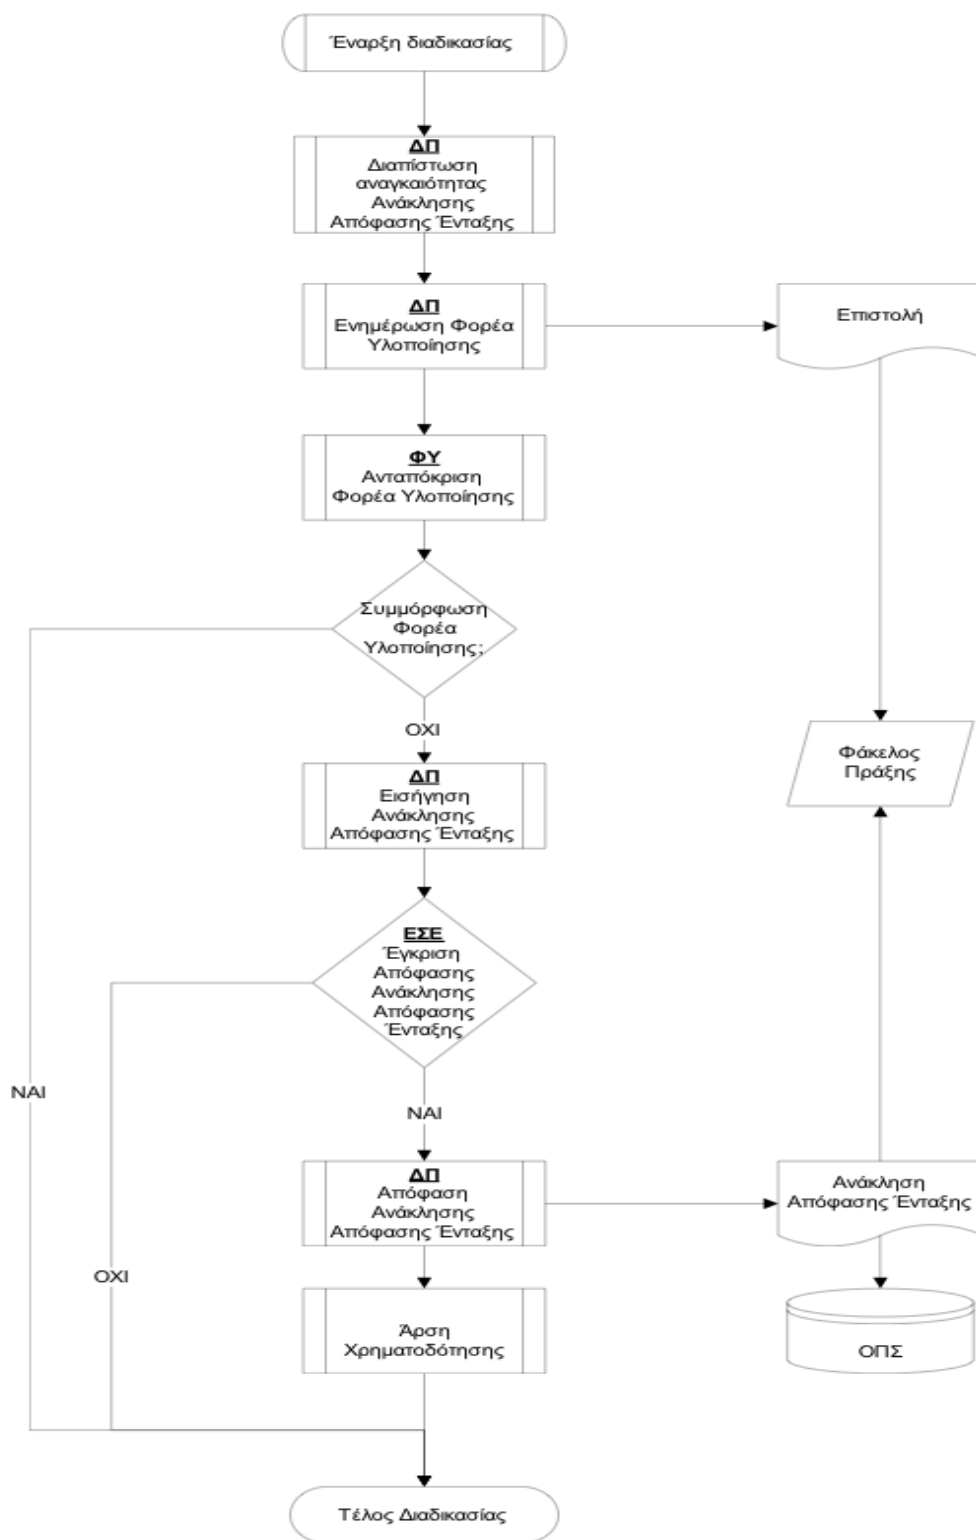 Έναρξη διαδικασίας
ΔΠ
Διαπίστωση
αναγκαιότητας
Ανάκλησης
Απόφασης Ένταξης
ΔΠ
Ενημέρωση Φορέα
Υλοποίησης
Επιστολή
ΦΥ
Ανταπόκριση
Φορέα Υλοποίησης
Συμμόρφωση
Φορέα
Υλοποίησης;
ΟΧΙ
Φάκελος
Πράξης
ΔΠ
Εισήγηση
Ανάκλησης
Απόφασης Ένταξης
ΕΣΕ
Έγκριση
Απόφασης
Ανάκλησης
Απόφασης
Ένταξης
ΝΑΙ
ΝΑΙ
ΔΠ
Απόφαση
Ανάκλησης
Απόφασης Ένταξης
Ανάκληση
Απόφασης Ένταξης
ΟΧΙ
Άρση
Χρηματοδότησης
ΟΠΣ
Τέλος Διαδικασίας